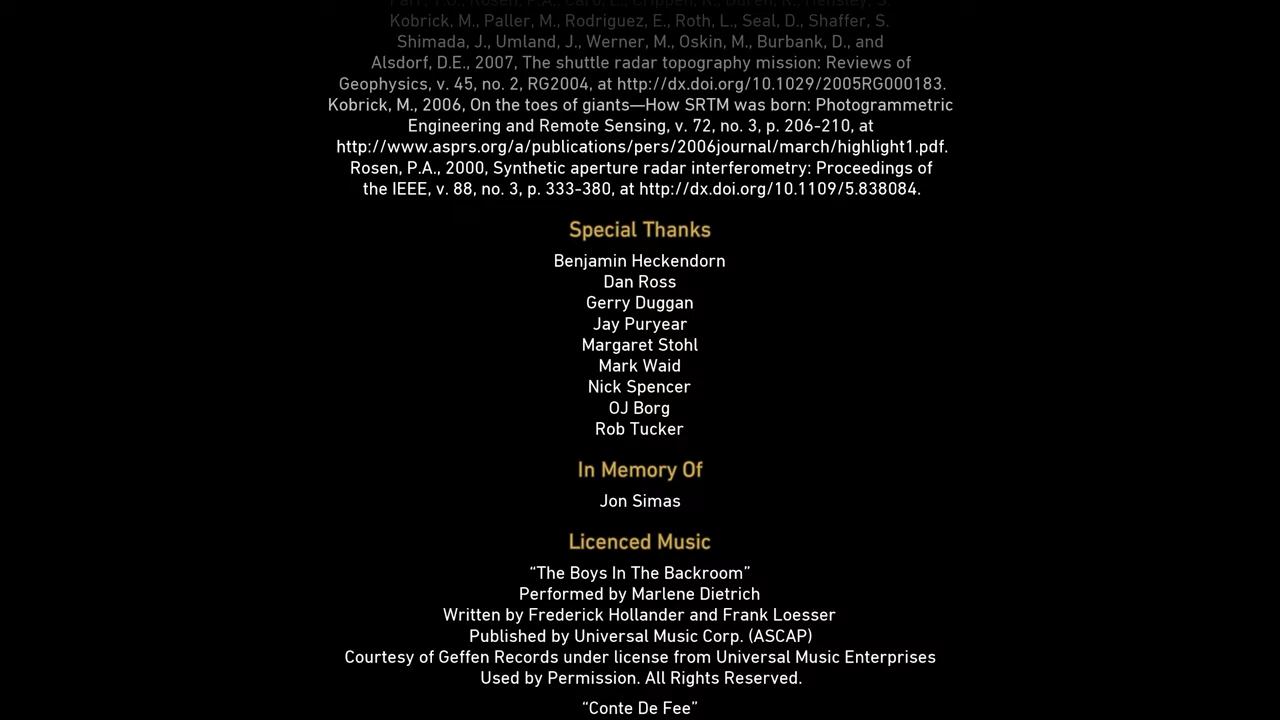 Kobrick, M., Paller, M., Rodriguez, E., Roth, L., Seal, D., Shaffer, S.
Shimada, J., Umland, J., Werner, M., Oskin, M., Burbank, D., and
Alsdorf, D.E., 2007, The shuttle radar topography mission: Reviews of
Geophysics, v. 45, no. 2, RG2004, at http://dx.doi.org/10.1029/2005RG000183.
Kobrick, M., 2006, On the toes of giants—How SRTM was born: Photogrammetric
Engineering and Remote Sensing, v. 72, no. 3, p. 206-210, at
http://www.asprs.org/a/publications/pers/2006journal/march/highlight1.pdf.
Rosen, P.A., 2000, Synthetic aperture radar interferometry: Proceedings of
the IEEE, v. 88, no. 3, p. 333-380, at http://dx.doi.org/10.1109/5.838084.
Special Thanks
Benjamin Heckendorn
Dan Ross
Gerry Duggan
Jay Puryear
Margaret Stohl
Mark Waid
Nick Spencer
OJ Borg
Rob Tucker
In Memory Of
Jon Simas
Licenced Music
“The Boys In The Backroom”
Performed by Marlene Dietrich
Written by Frederick Hollander and Frank Loesser
Published by Universal Music Corp. (ASCAP)
Courtesy of Geffen Records under license from Universal Music Enterprises
Used by Permission. All Rights Reserved.
“Conte De Fee”